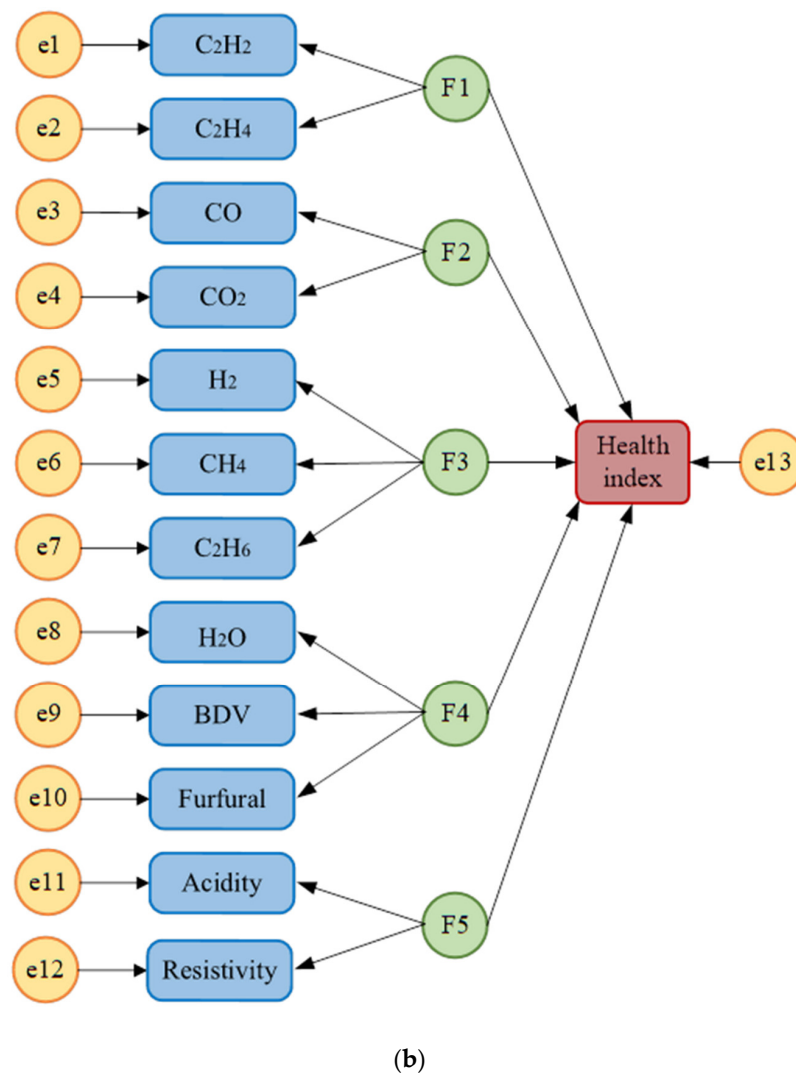 e1 C₂H₂
F1
e2 C₂H₄
e3 CO
F2
e4 CO₂
e5 H₂
e6 CH₄ F3 Health
index e13
e7 C₂H₆
e8 H₂O
e9 BDV F4
e10 Furfural
e11 Acidity
F5
e12 Resistivity
(b)